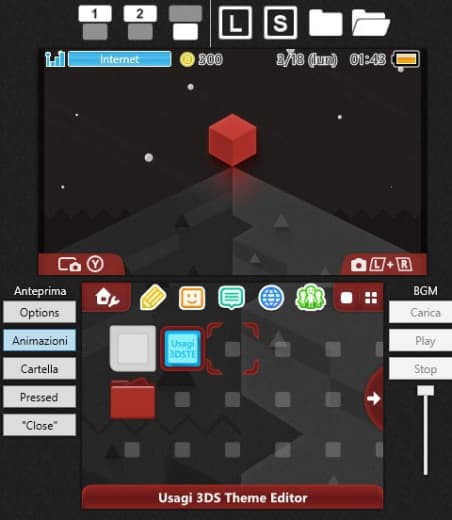 1 2 L S
Internet 300 3/18 (lun) 01:43
Y L+R
Anteprima
Options
Animazioni
Cartella
Pressed
"Close"
Usagi
3DSTE
BGM
Carica
Play
Stop
Usagi 3DS Theme Editor